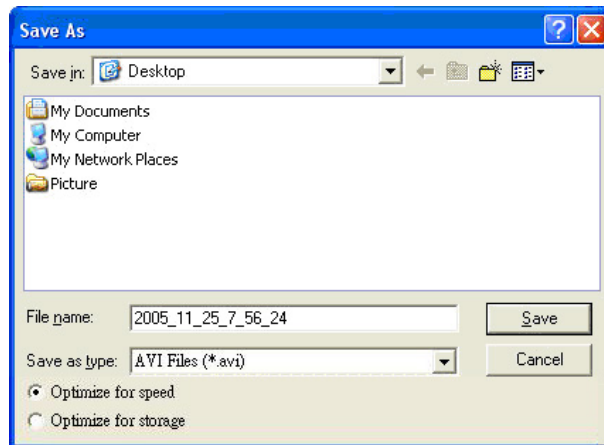 Save As
Save in: Desktop
My Documents
My Computer
My Network Places
Picture
File name: 2005_11_25_7_56_24 Save
Save as type: AVI Files (*.avi) Cancel
Optimize for speed
Optimize for storage